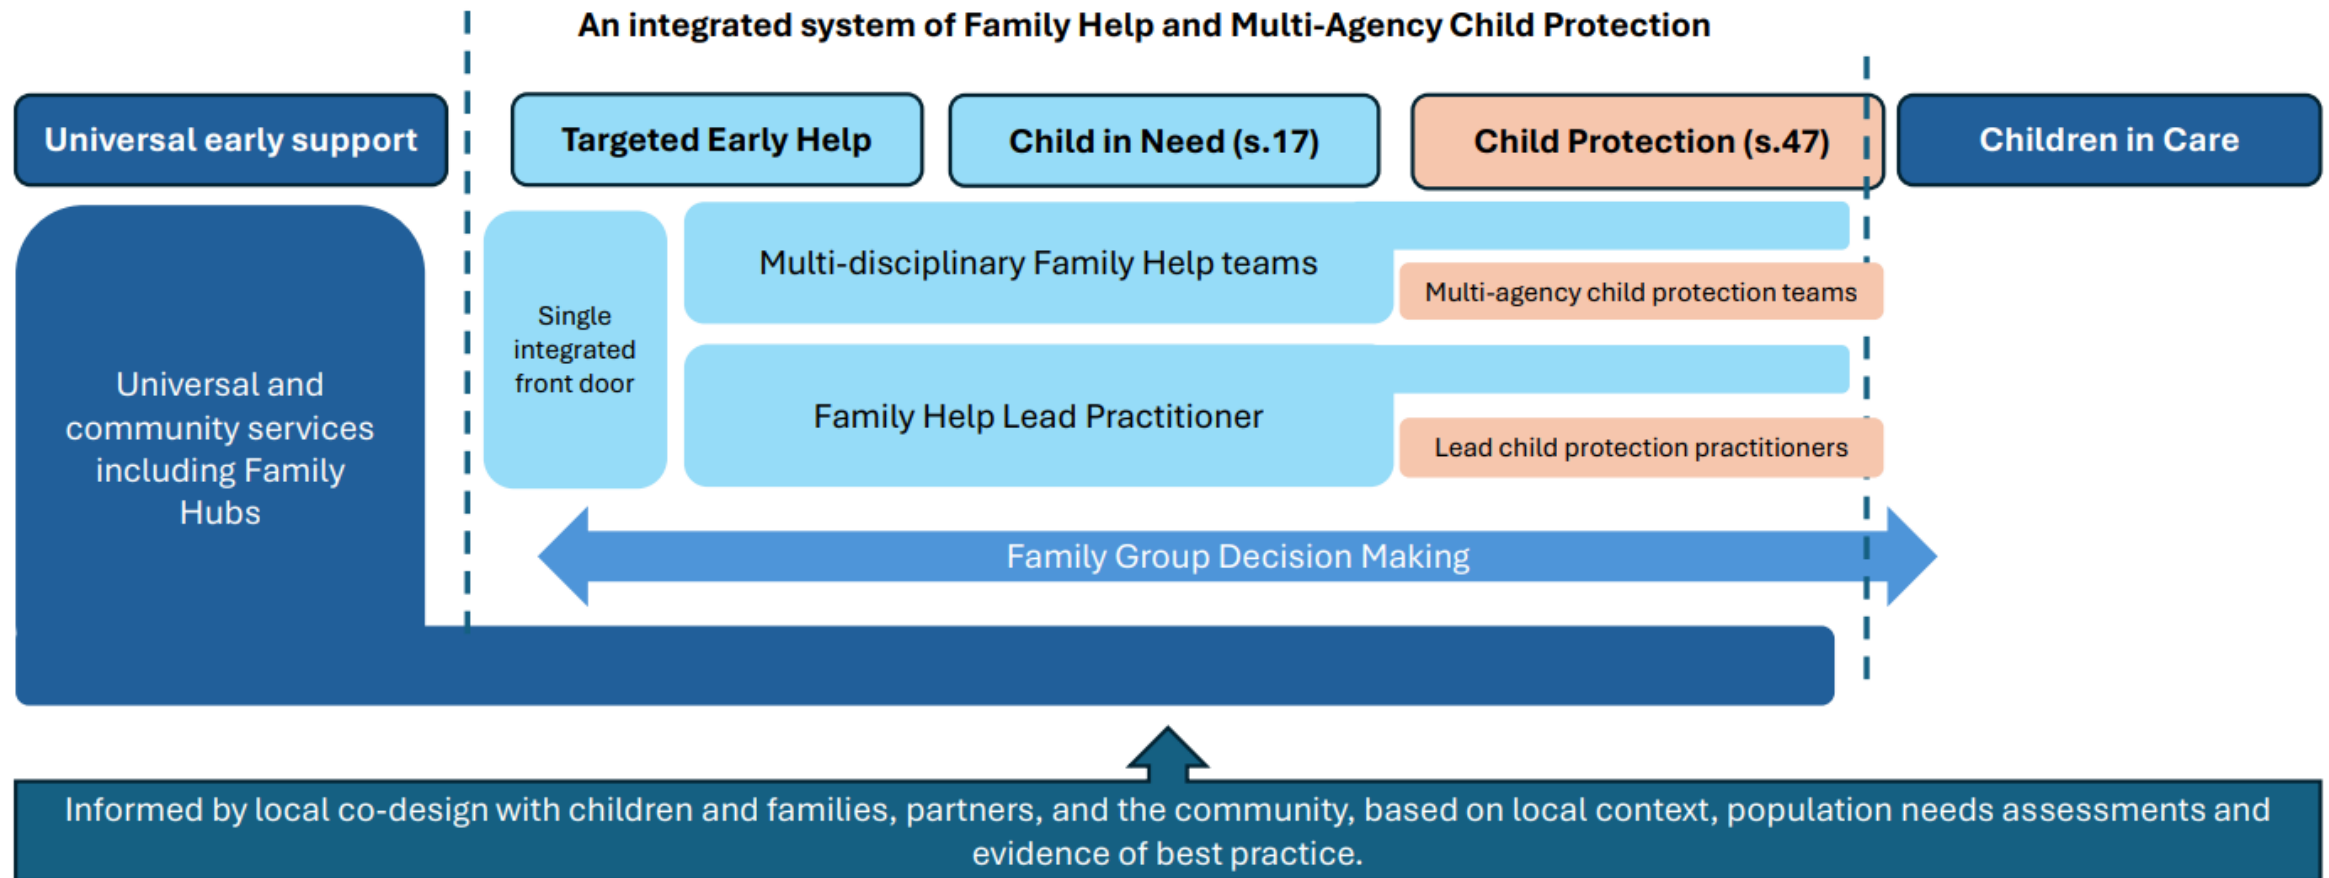 An integrated system of Family Help and Multi-Agency Child Protection
Universal early support
Targeted Early Help
Child in Need (s.17)
Child Protection (s.47)
Children in Care
Universal and
community services
including Family
Hubs
Single
integrated
front door
Multi-disciplinary Family Help teams
Multi-agency child protection teams
Family Help Lead Practitioner
Lead child protection practitioners
Family Group Decision Making
Informed by local co-design with children and families, partners, and the community, based on local context, population needs assessments and
evidence of best practice.